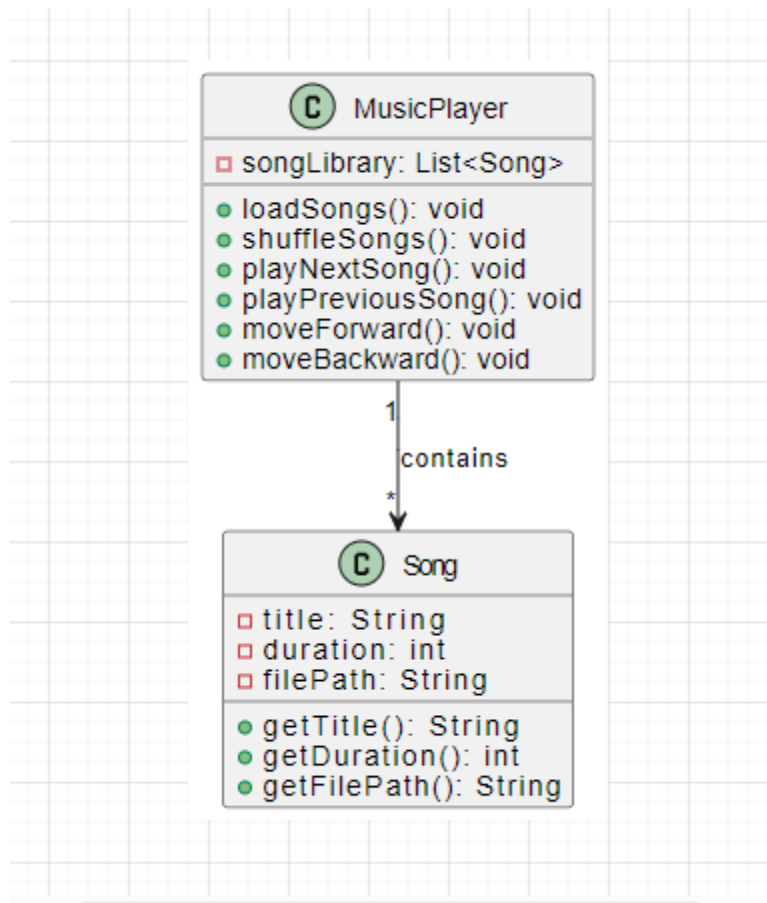 C MusicPlayer
songLibrary: List<Song>
loadSongs(): void
shuffleSongs(): void
playNextSong(): void
playPreviousSong(): void
moveForward(): void
moveBackward(): void
1
contains
*
C Song
title: String
duration: int
filePath: String
getTitle(): String
getDuration(): int
getFilePath(): String